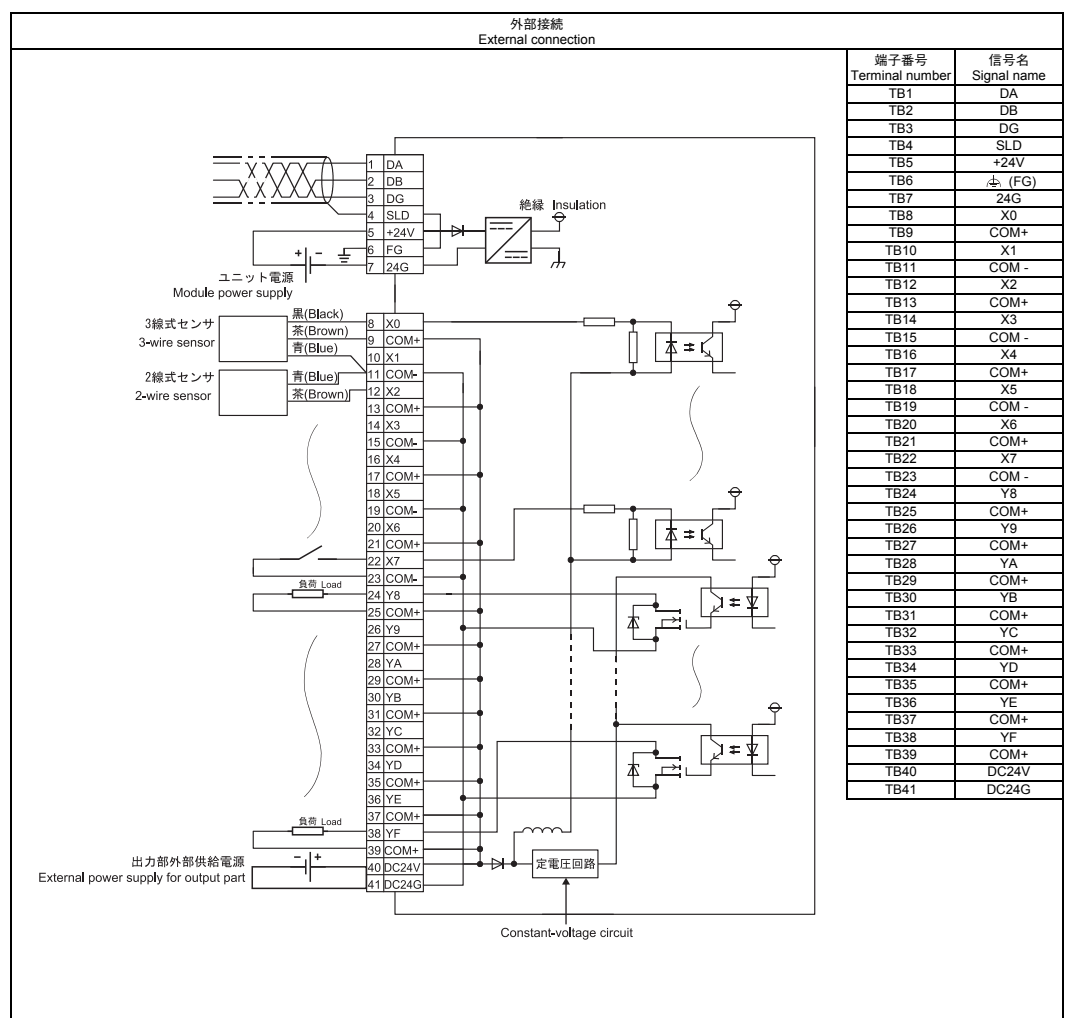 外部接続
External connection
端子番号 信号名
Terminal number Signal name
TB1 DA
TB2 DB
TB3 DG
TB4 SLD
TB5 +24V
TB6 (FG)
TB7 24G
TB8 X0
TB9 COM+
TB10 X1
TB11 COM -
TB12 X2
TB13 COM+
TB14 X3
TB15 COM -
TB16 X4
TB17 COM+
TB18 X5
TB19 COM -
TB20 X6
TB21 COM+
TB22 X7
TB23 COM -
TB24 Y8
TB25 COM+
TB26 Y9
TB27 COM+
TB28 YA
TB29 COM+
TB30 YB
TB31 COM+
TB32 YC
TB33 COM+
TB34 YD
TB35 COM+
TB36 YE
TB37 COM+
TB38 YF
TB39 COM+
TB40 DC24V
TB41 DC24G
1 DA
2 DB
3 DG
4 SLD
5 +24V
6 FG
7 24G
絶縁 Insulation
+ -
ユニット電源
Module power supply
3線式センサ
3-wire sensor
黒(Black)
茶(Brown)
青(Blue)
2線式センサ
2-wire sensor
青(Blue)
茶(Brown)
8 X0
9 COM+
10 X1
11 COM-
12 X2
13 COM+
14 X3
15 COM-
16 X4
17 COM+
18 X5
19 COM-
20 X6
21 COM+
22 X7
23 COM-
24 Y8
25 COM+
26 Y9
27 COM+
28 YA
29 COM+
30 YB
31 COM+
32 YC
33 COM+
34 YD
35 COM+
36 YE
37 COM+
38 YF
39 COM+
40 DC24V
41 DC24G
負荷 Load
負荷 Load
- +
出力部外部供給電源
External power supply for output part
定電圧回路
Constant-voltage circuit